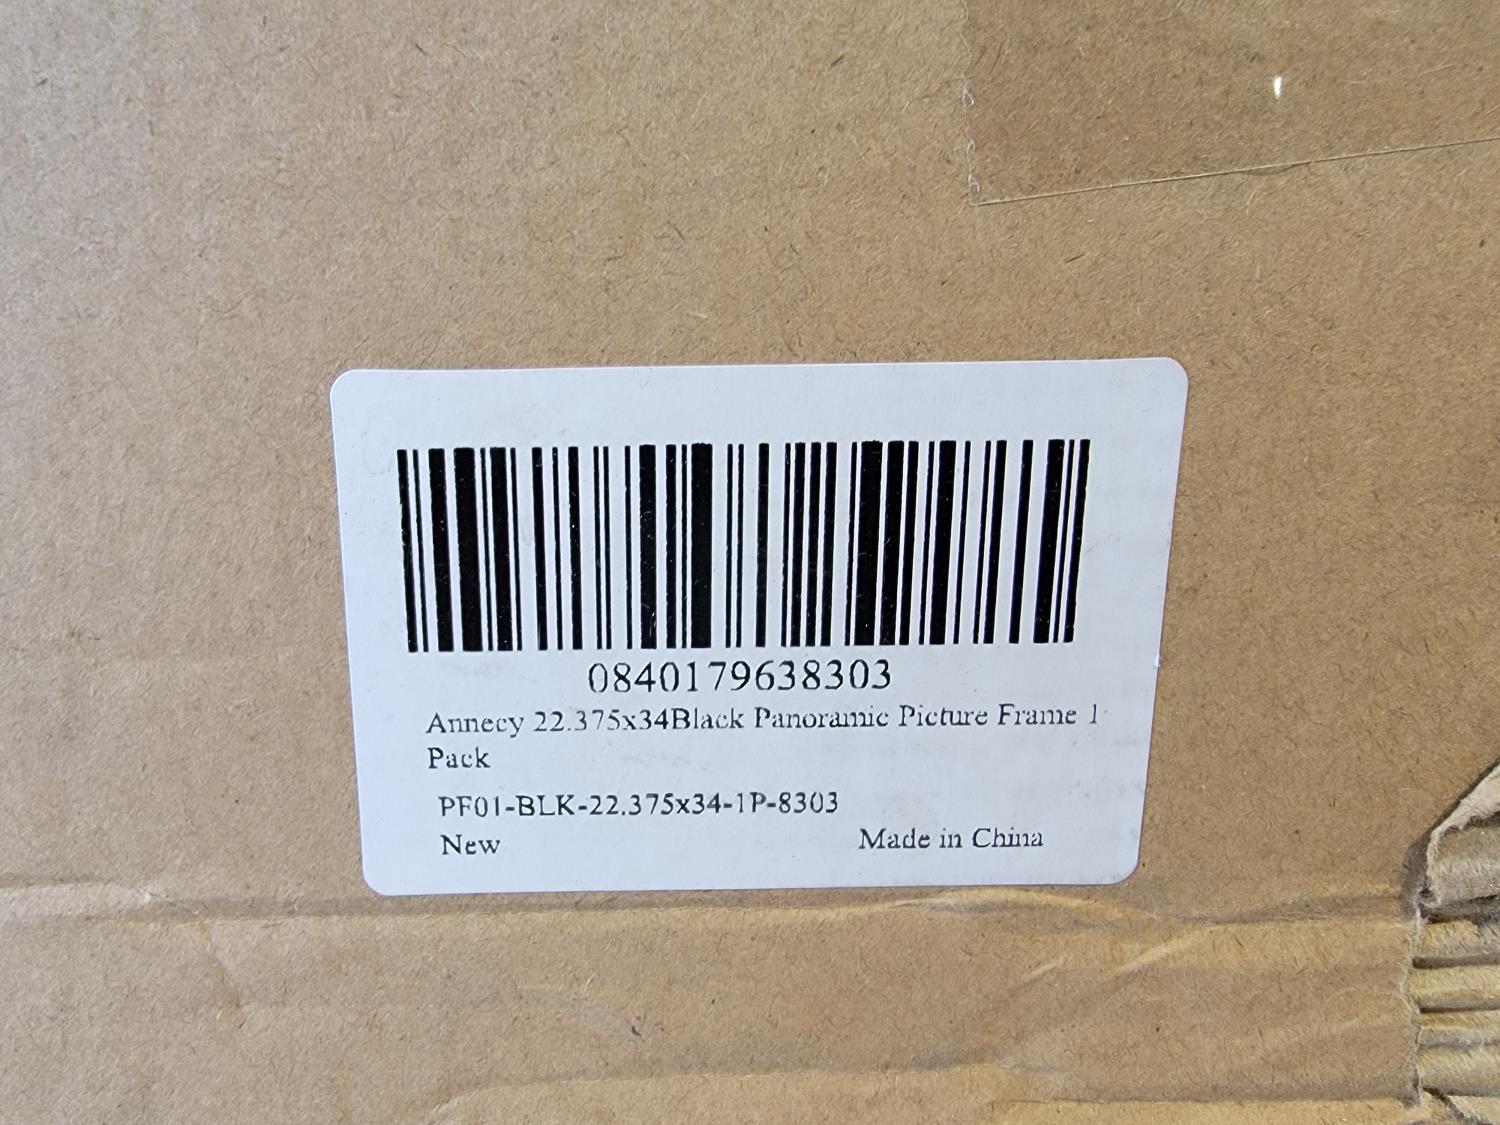 0840179638303
Annecy 22.375x34Black Panoramic Picture Frame 1
Pack
PF01-BLK-22.375x34-1P-8303
New
Made in China